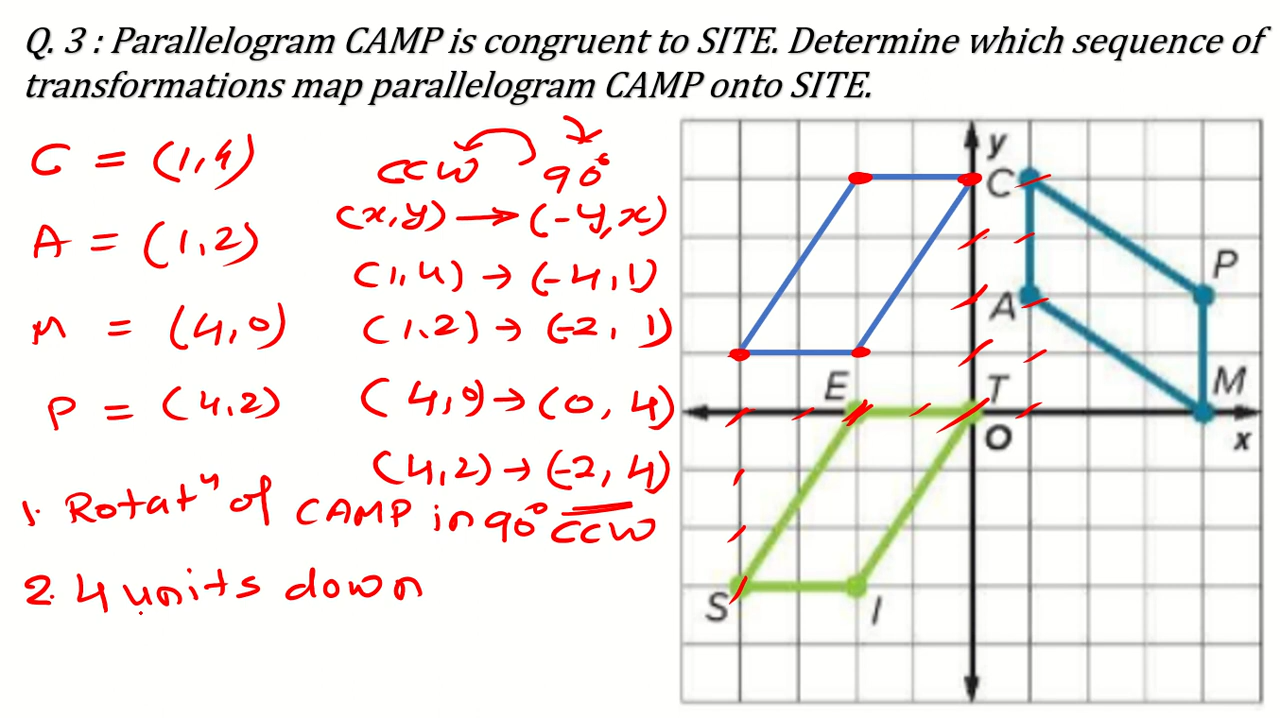 Q. 3 : Parallelogram CAMP is congruent to SITE. Determine which sequence of
transformations map parallelogram CAMP onto SITE.
C = (1,4)
A = (1,2)
M = (4,0)
P = (4,2)
ccw 90°
(x,y) → (-y,x)
(1,4) → (-4,1)
(1,2) → (-2,1)
(4,0) → (0,4)
(4,2) → (-2,4)
1. Rotatⁿ of CAMP in 90° CCW
2. 4 units down
y
C
P
A
M
E
T
O
x
S
I